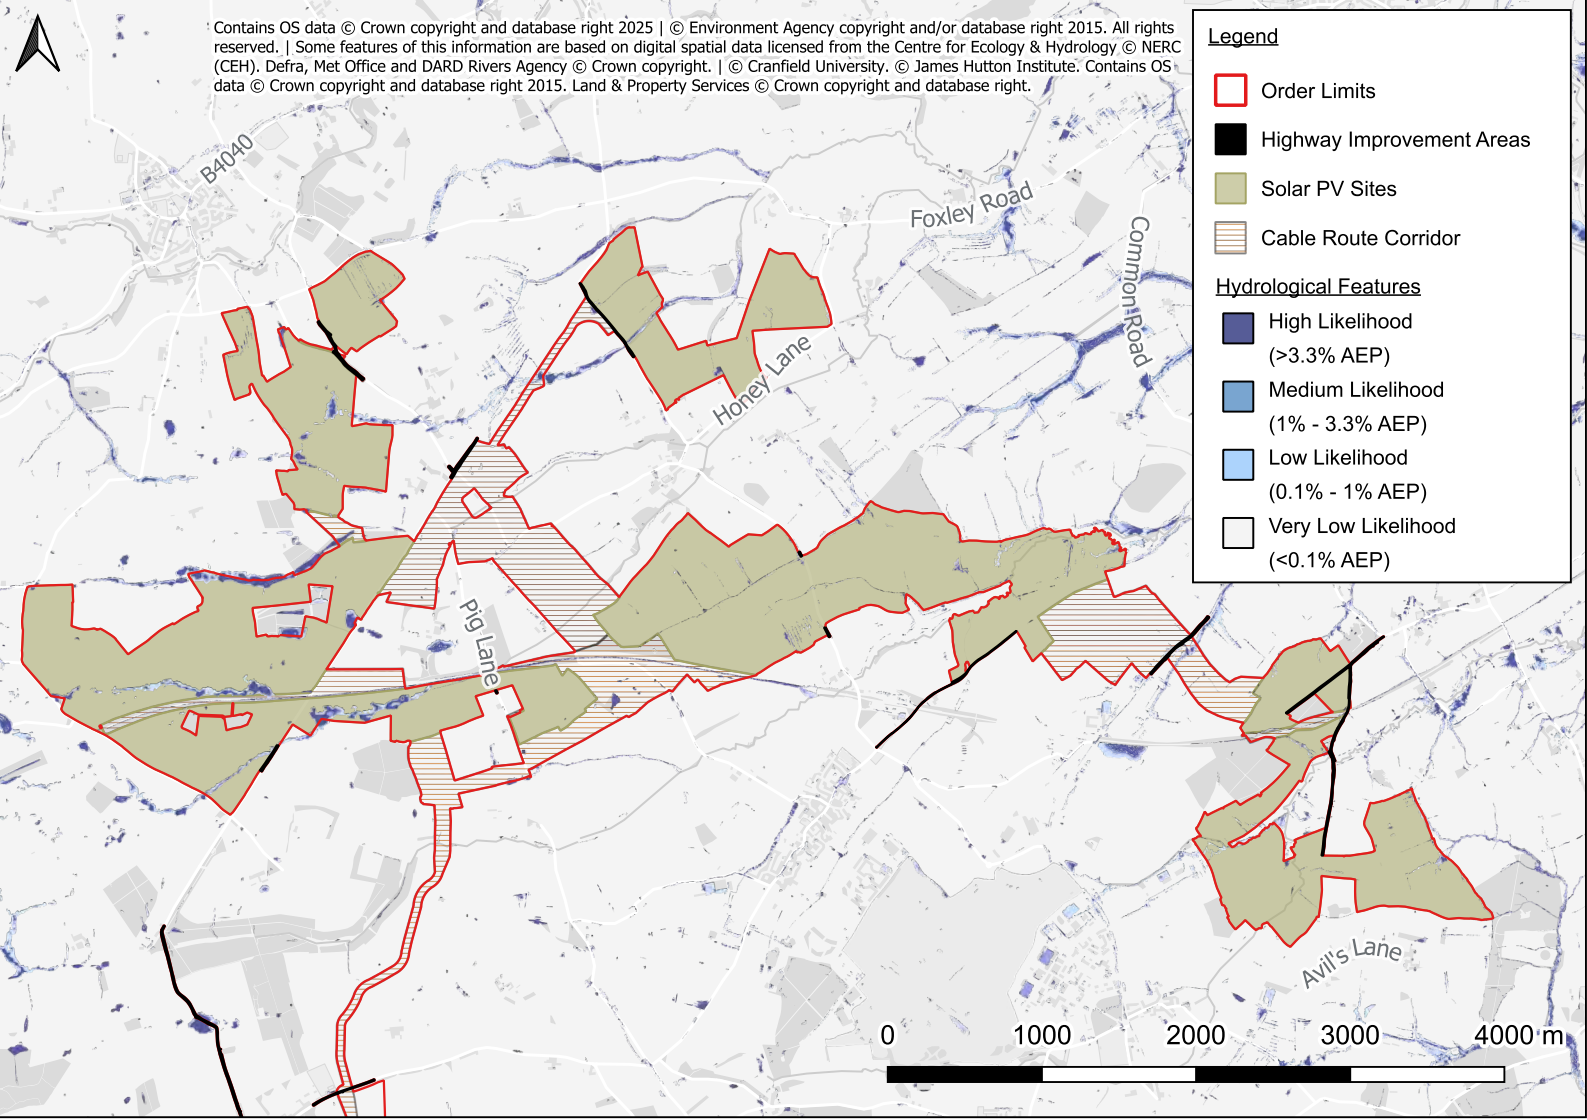 Contains OS data © Crown copyright and database right 2025 | © Environment Agency copyright and/or database right 2015. All rights
reserved. | Some features of this information are based on digital spatial data licensed from the Centre for Ecology & Hydrology © NERC
(CEH). Defra, Met Office and DARD Rivers Agency © Crown copyright. | © Cranfield University. © James Hutton Institute. Contains OS
data © Crown copyright and database right 2015. Land & Property Services © Crown copyright and database right.
Legend
Order Limits
Highway Improvement Areas
Solar PV Sites
Cable Route Corridor
Hydrological Features
High Likelihood
(>3.3% AEP)
Medium Likelihood
(1% - 3.3% AEP)
Low Likelihood
(0.1% - 1% AEP)
Very Low Likelihood
(<0.1% AEP)
B4040
Foxley Road
Common Road
Honey Lane
Pig Lane
Avil's Lane
0 1000 2000 3000 4000 m